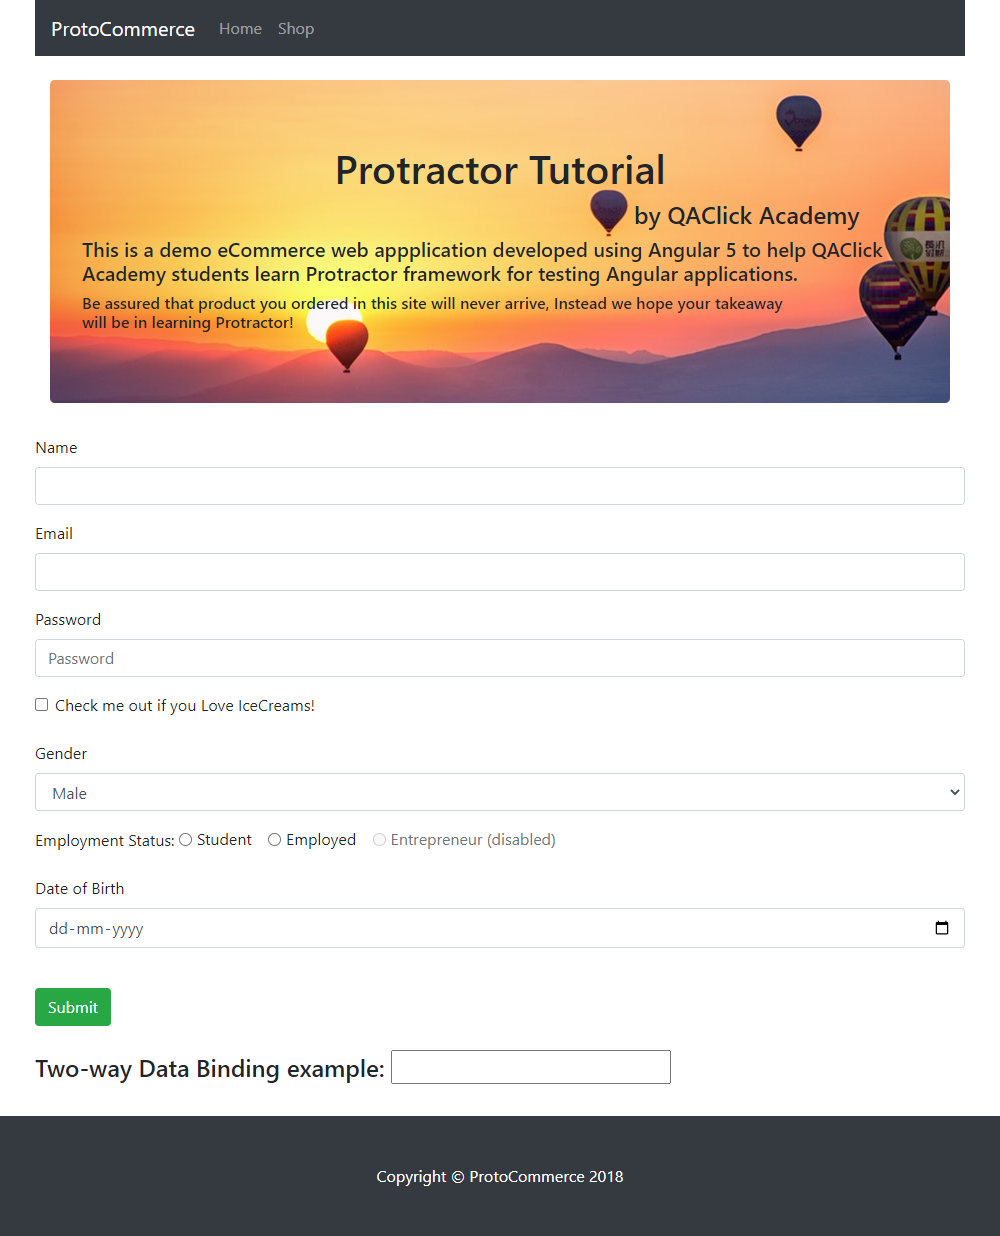 ProtoCommerce Home Shop
Protractor Tutorial
by QAClick Academy
This is a demo eCommerce web appplication developed using Angular 5 to help QAClick
Academy students learn Protractor framework for testing Angular applications.
Be assured that product you ordered in this site will never arrive, Instead we hope your takeaway
will be in learning Protractor!
Name
Email
Password
Password
Check me out if you Love IceCreams!
Gender
Male
Employment Status: Student Employed Entrepreneur (disabled)
Date of Birth
dd-mm-yyyy
Submit
Two-way Data Binding example:
Copyright © ProtoCommerce 2018